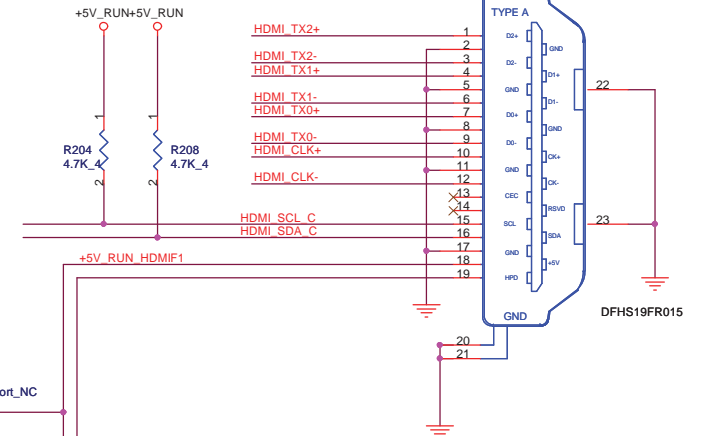 +5V_RUN+5V_RUN
TYPE A
HDMI_TX2+
1
D2+
2
GND
HDMI_TX2-
3
D2-
HDMI_TX1+
4
D1+
5
GND
HDMI_TX1-
6
D1-
HDMI_TX0+
7
D0+
8
GND
HDMI_TX0-
9
D0-
HDMI_CLK+
10
CK+
11
GND
HDMI_CLK-
12
CK-
13
CEC
14
RSVD
HDMI_SCL_C
15
SCL
HDMI_SDA_C
16
SDA
17
GND
+5V_RUN_HDMIF1
18
+5V
19
HPD
22
23
1
R204
4.7K_4
2
1
R208
4.7K_4
2
DFHS19FR015
GND
20
21
ort_NC